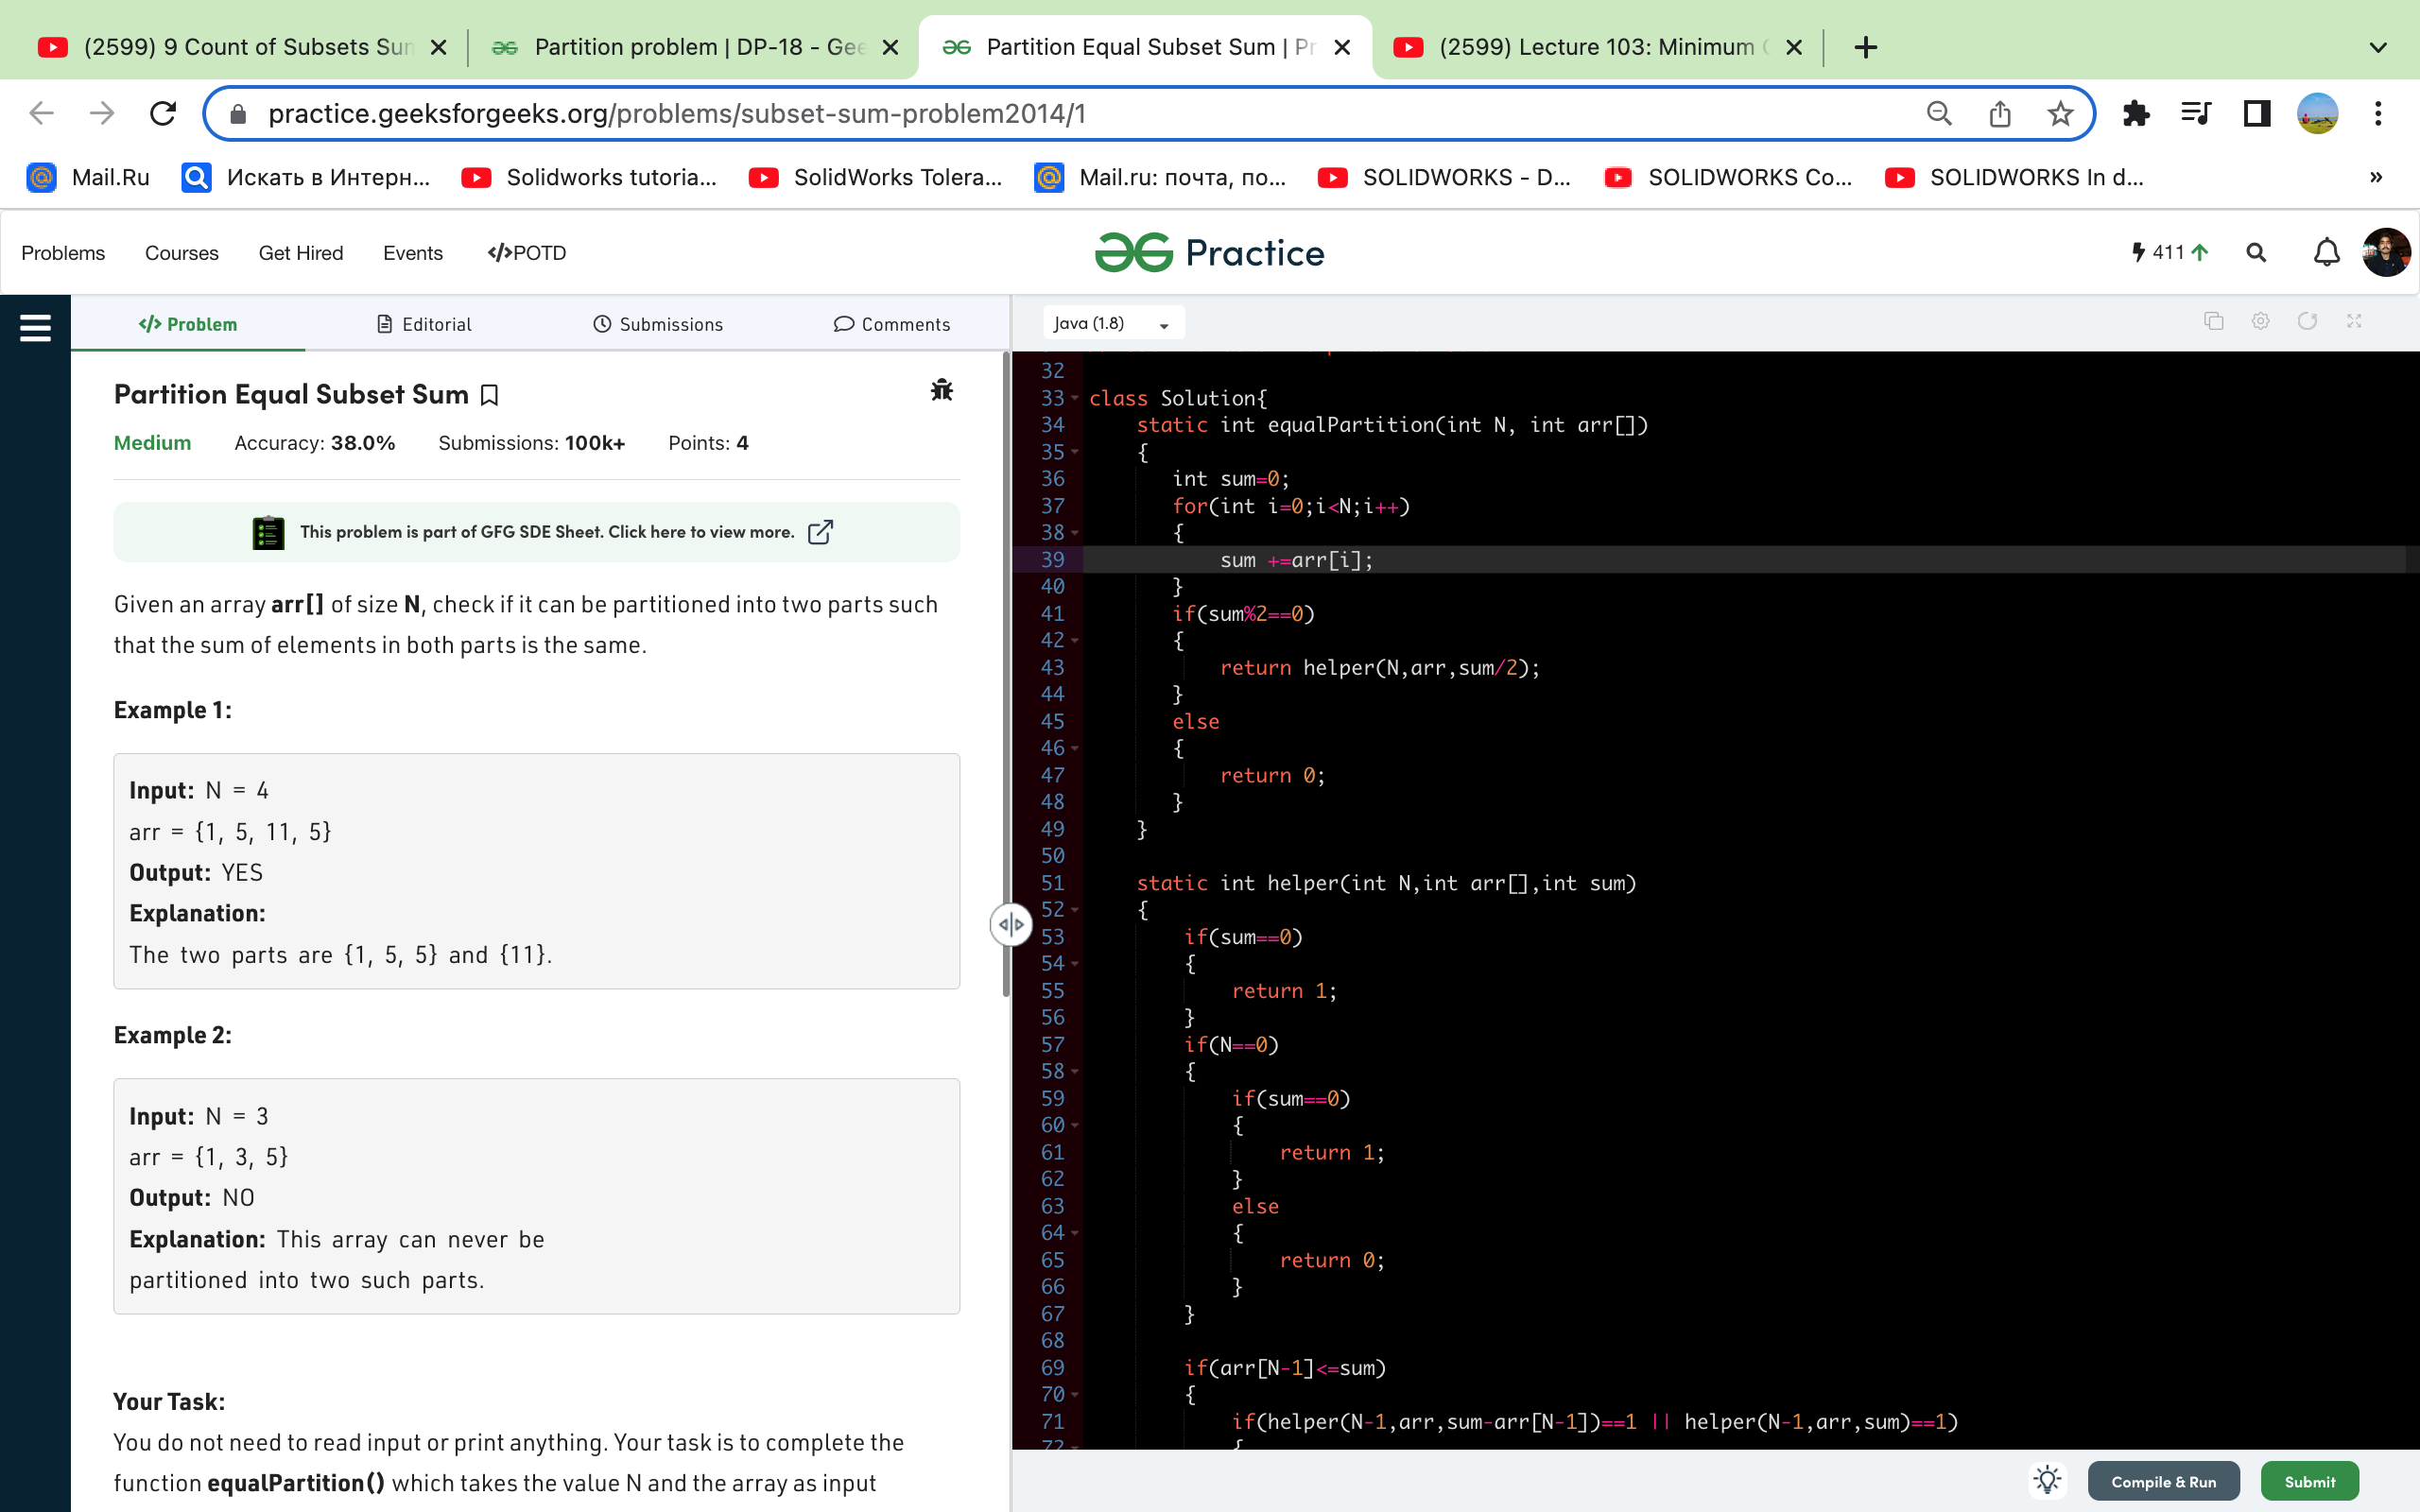 (2599) 9 Count of Subsets Sum
Partition problem | DP-18 - Gee
Partition Equal Subset Sum | Pr
(2599) Lecture 103: Minimum
practice.geeksforgeeks.org/problems/subset-sum-problem2014/1
Mail.Ru
Искать в Интерн...
Solidworks tutoria...
SolidWorks Tolera...
Mail.ru: почта, по...
SOLIDWORKS - D...
SOLIDWORKS Co...
SOLIDWORKS In d...
»
Problems
Courses
Get Hired
Events
</>POTD
Practice
411
</> Problem
Editorial
Submissions
Comments
Java (1.8)
Partition Equal Subset Sum
Medium
Accuracy: 38.0%
Submissions: 100k+
Points: 4
This problem is part of GFG SDE Sheet. Click here to view more.
Given an array arr[] of size N, check if it can be partitioned into two parts such
that the sum of elements in both parts is the same.
Example 1:
Input: N = 4
arr = {1, 5, 11, 5}
Output: YES
Explanation:
The two parts are {1, 5, 5} and {11}.
Example 2:
Input: N = 3
arr = {1, 3, 5}
Output: NO
Explanation: This array can never be
partitioned into two such parts.
Your Task:
You do not need to read input or print anything. Your task is to complete the
function equalPartition() which takes the value N and the array as input
32
33 class Solution{
34 static int equalPartition(int N, int arr[])
35 {
36 int sum=0;
37 for(int i=0;i<N;i++)
38 {
39 sum +=arr[i];
40 }
41 if(sum%2==0)
42 {
43 return helper(N,arr,sum/2);
44 }
45 else
46 {
47 return 0;
48 }
49 }
50
51 static int helper(int N,int arr[],int sum)
52 {
53 if(sum==0)
54 {
55 return 1;
56 }
57 if(N==0)
58 {
59 if(sum==0)
60 {
61 return 1;
62 }
63 else
64 {
65 return 0;
66 }
67 }
68
69 if(arr[N-1]<=sum)
70 {
71 if(helper(N-1,arr,sum-arr[N-1])==1 || helper(N-1,arr,sum)==1)
72 {
Compile & Run
Submit